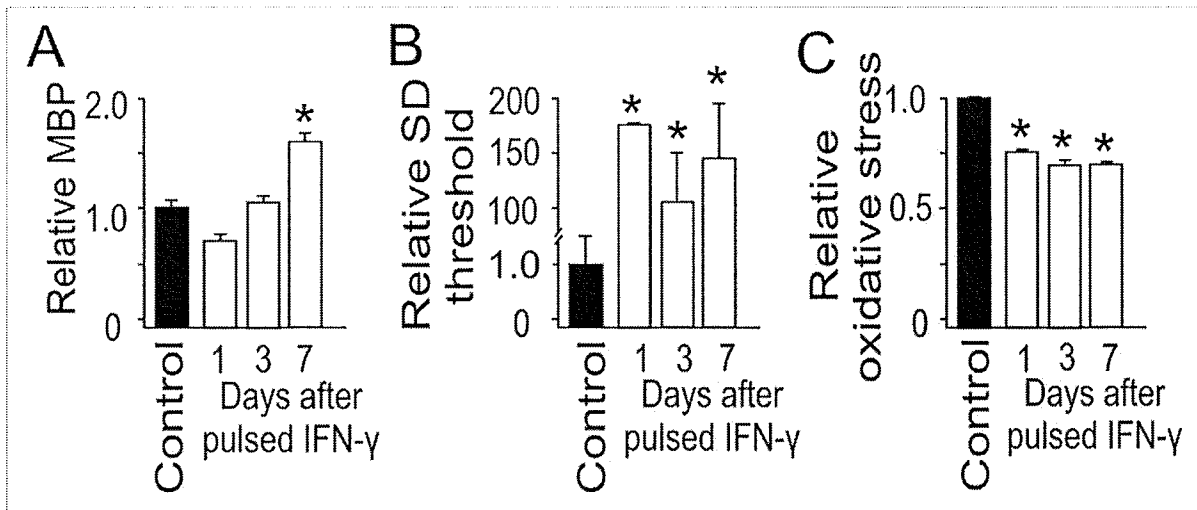 A
Relative MBP
2.0
1.0
0
*
Control
1 3 7
Days after
pulsed IFN-γ
B
Relative SD
threshold
200
150
100
1.0
0
* * *
Control
1 3 7
Days after
pulsed IFN-γ
C
Relative
oxidative stress
1.0
0.5
0
* * *
Control
1 3 7
Days after
pulsed IFN-γ